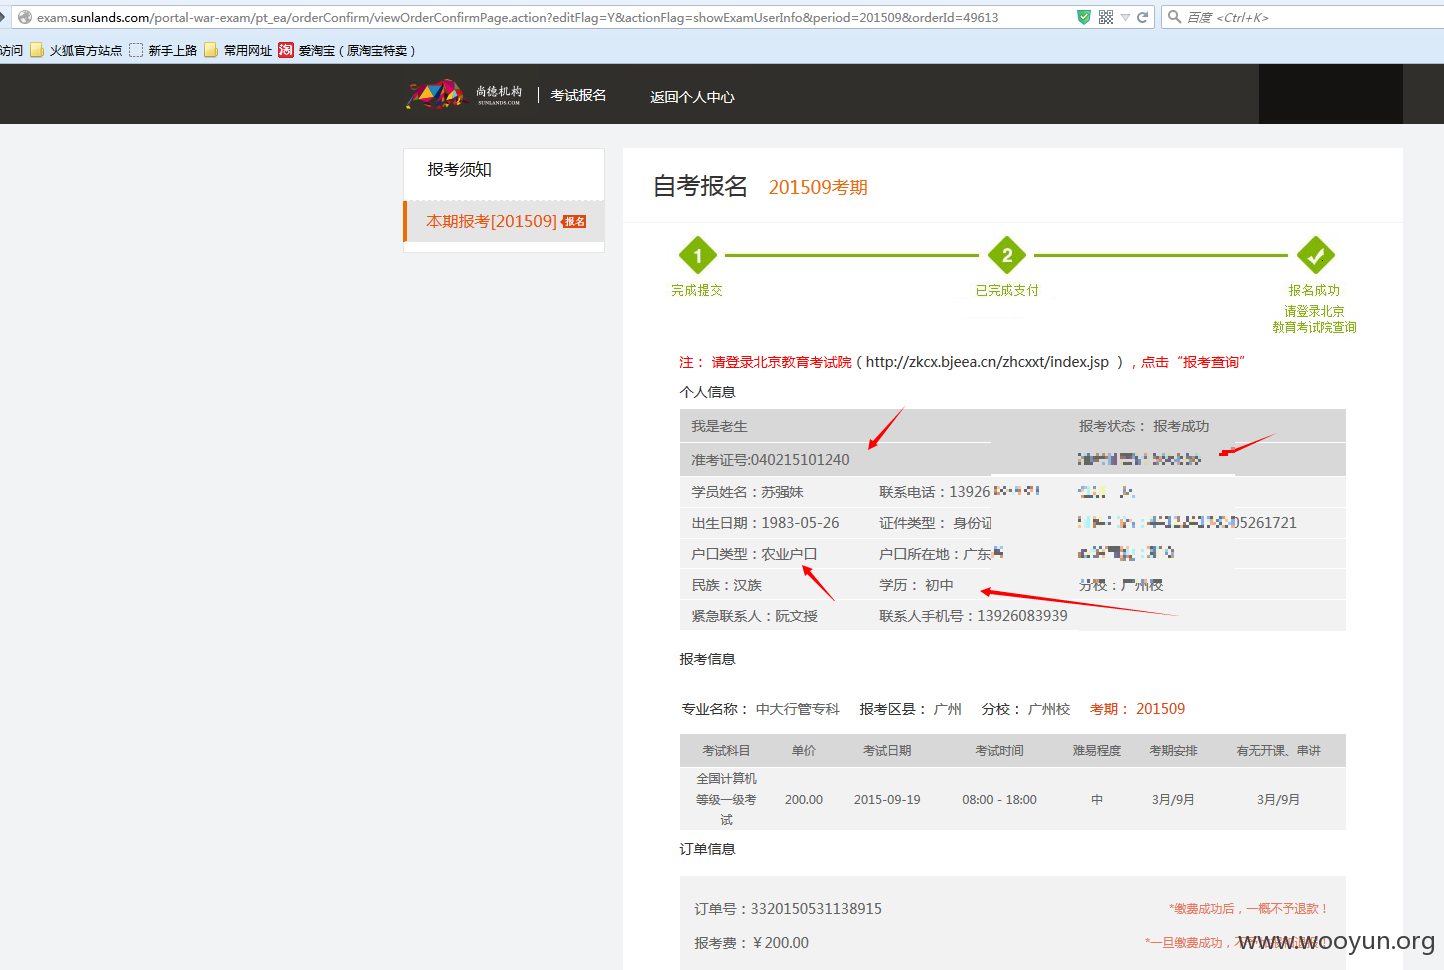 exam.sunlands.com/portal-war-exam/pt_ea/orderConfirm/viewOrderConfirmPage.action?editFlag=Y&actionFlag=showExamUserInfo&period=201509&orderId=49613
百度 <Ctrl+K>
访问 火狐官方站点 新手上路 常用网址 淘 爱淘宝（原淘宝特卖）
尚德机构 SUNLANDS.COM 考试报名 返回个人中心
报考须知
本期报考[201509] 报名
自考报名 201509考期
1 2
完成提交 已完成支付 报名成功
请登录北京
教育考试院查询
注： 请登录北京教育考试院（http://zkcx.bjeea.cn/zhcxxt/index.jsp ），点击“报考查询”
个人信息
我是老生 报考状态： 报考成功
准考证号:040215101240
学员姓名：苏强妹 联系电话：13926
出生日期：1983-05-26 证件类型： 身份证 05261721
户口类型：农业户口 户口所在地：广东
民族：汉族 学历： 初中 分校：广州校
紧急联系人：阮文授 联系人手机号：13926083939
报考信息
专业名称： 中大行管专科 报考区县： 广州 分校： 广州校 考期： 201509
考试科目 单价 考试日期 考试时间 难易程度 考期安排 有无开课、串讲
全国计算机
等级一级考
试
200.00 2015-09-19 08:00 - 18:00 中 3月/9月 3月/9月
订单信息
订单号：3320150531138915 *缴费成功后，一概不予退款！
报考费：￥200.00 *一旦缴费成功，不
www.wooyun.org